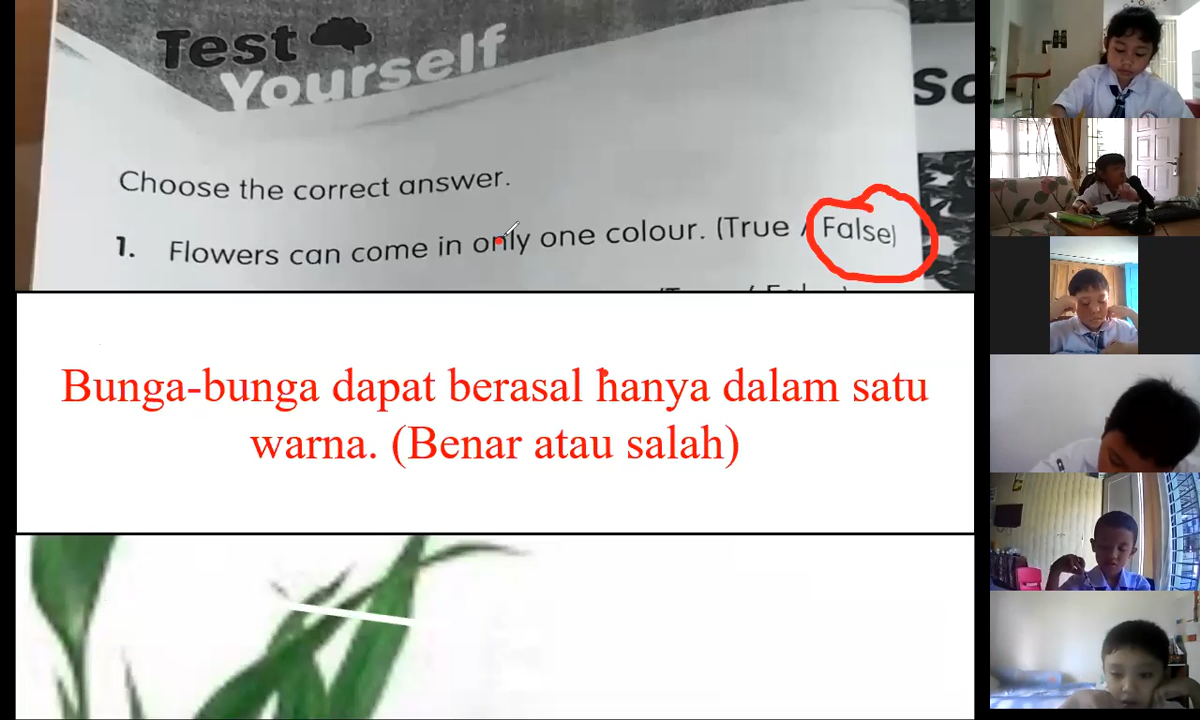 Test
Yourself
Choose the correct answer.
1. Flowers can come in only one colour. (True / False)
Bunga-bunga dapat berasal hanya dalam satu
warna. (Benar atau salah)